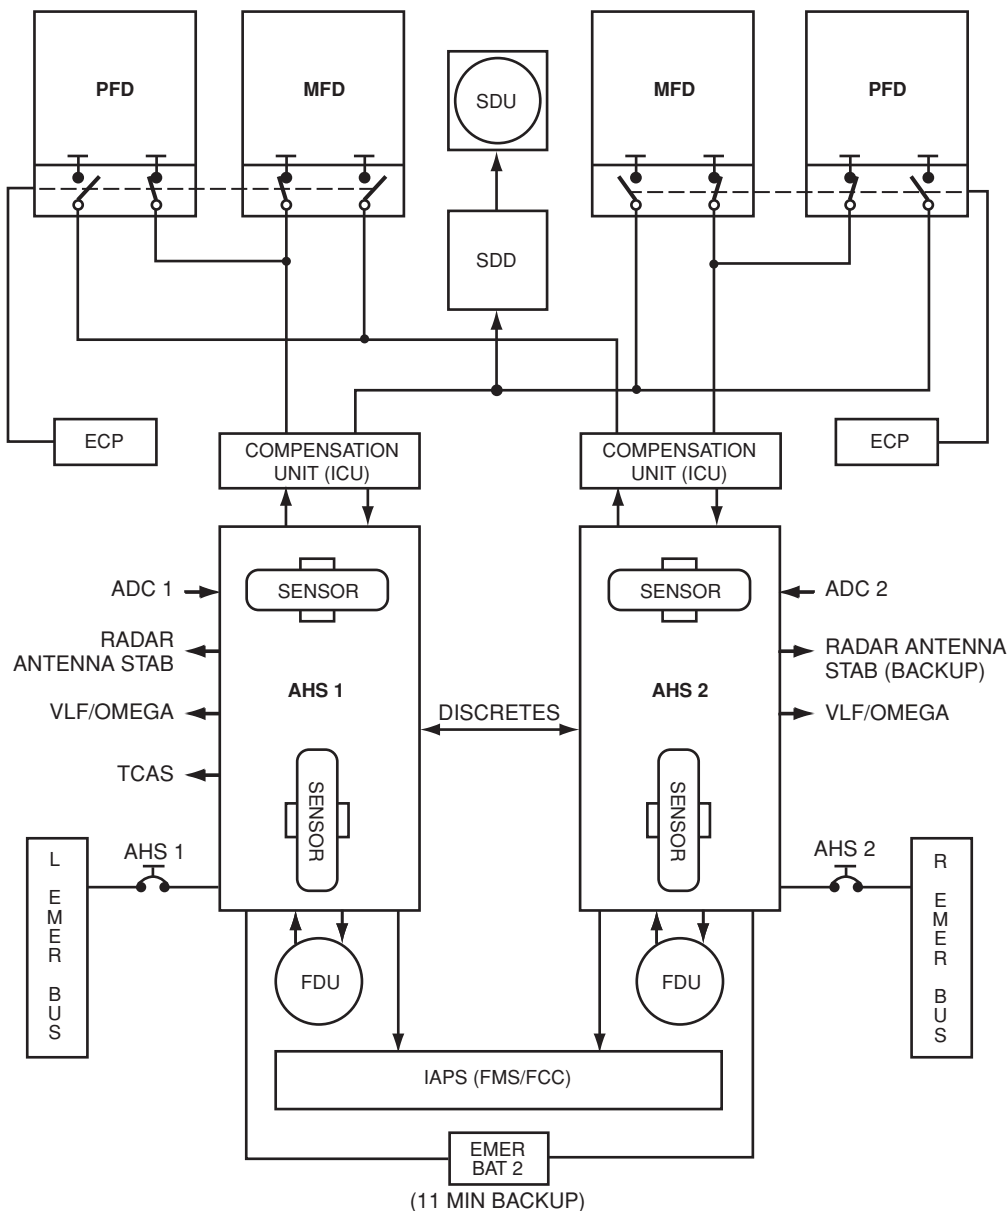 PFD
MFD
SDU
MFD
PFD
SDD
ECP
COMPENSATION
UNIT (ICU)
COMPENSATION
UNIT (ICU)
ECP
ADC 1
SENSOR
SENSOR
ADC 2
RADAR
ANTENNA STAB
RADAR ANTENNA
STAB (BACKUP)
AHS 1
AHS 2
VLF/OMEGA
DISCRETES
VLF/OMEGA
TCAS
SENSOR
SENSOR
AHS 1
AHS 2
L EMER BUS
R EMER BUS
FDU
FDU
IAPS (FMS/FCC)
EMER
BAT 2
(11 MIN BACKUP)